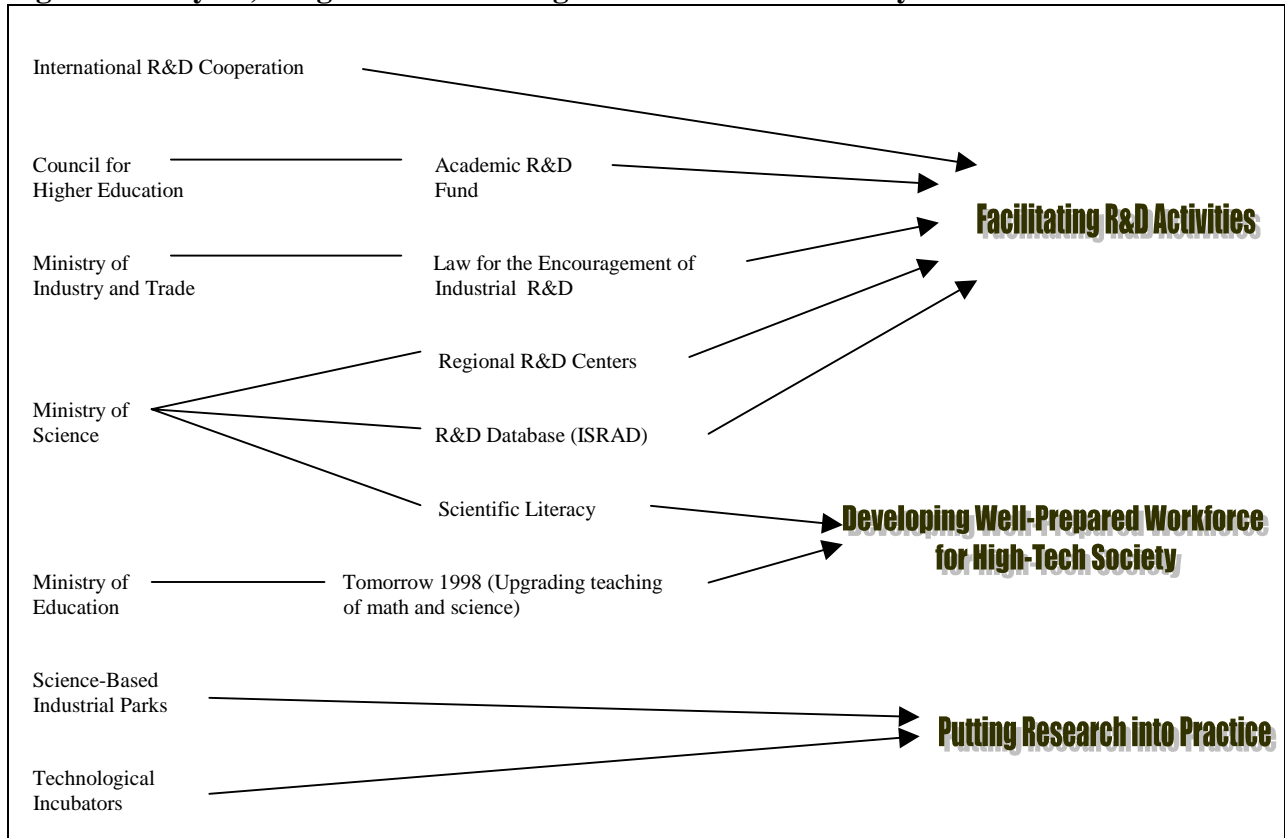 International R&D Cooperation
Council for
Higher Education
Academic R&D
Fund
Facilitating R&D Activities
Ministry of
Industry and Trade
Law for the Encouragement of
Industrial R&D
Regional R&D Centers
Ministry of
Science
R&D Database (ISRAD)
Scientific Literacy
Developing Well-Prepared Workforce
for High-Tech Society
Ministry of
Education
Tomorrow 1998 (Upgrading teaching
of math and science)
Science-Based
Industrial Parks
Putting Research into Practice
Technological
Incubators